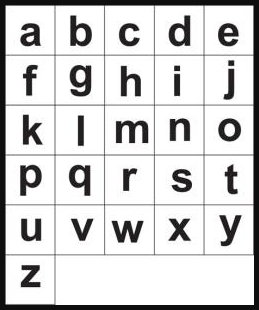 a b c d e
f g h i j
k l m n o
p q r s t
u v w x y
z